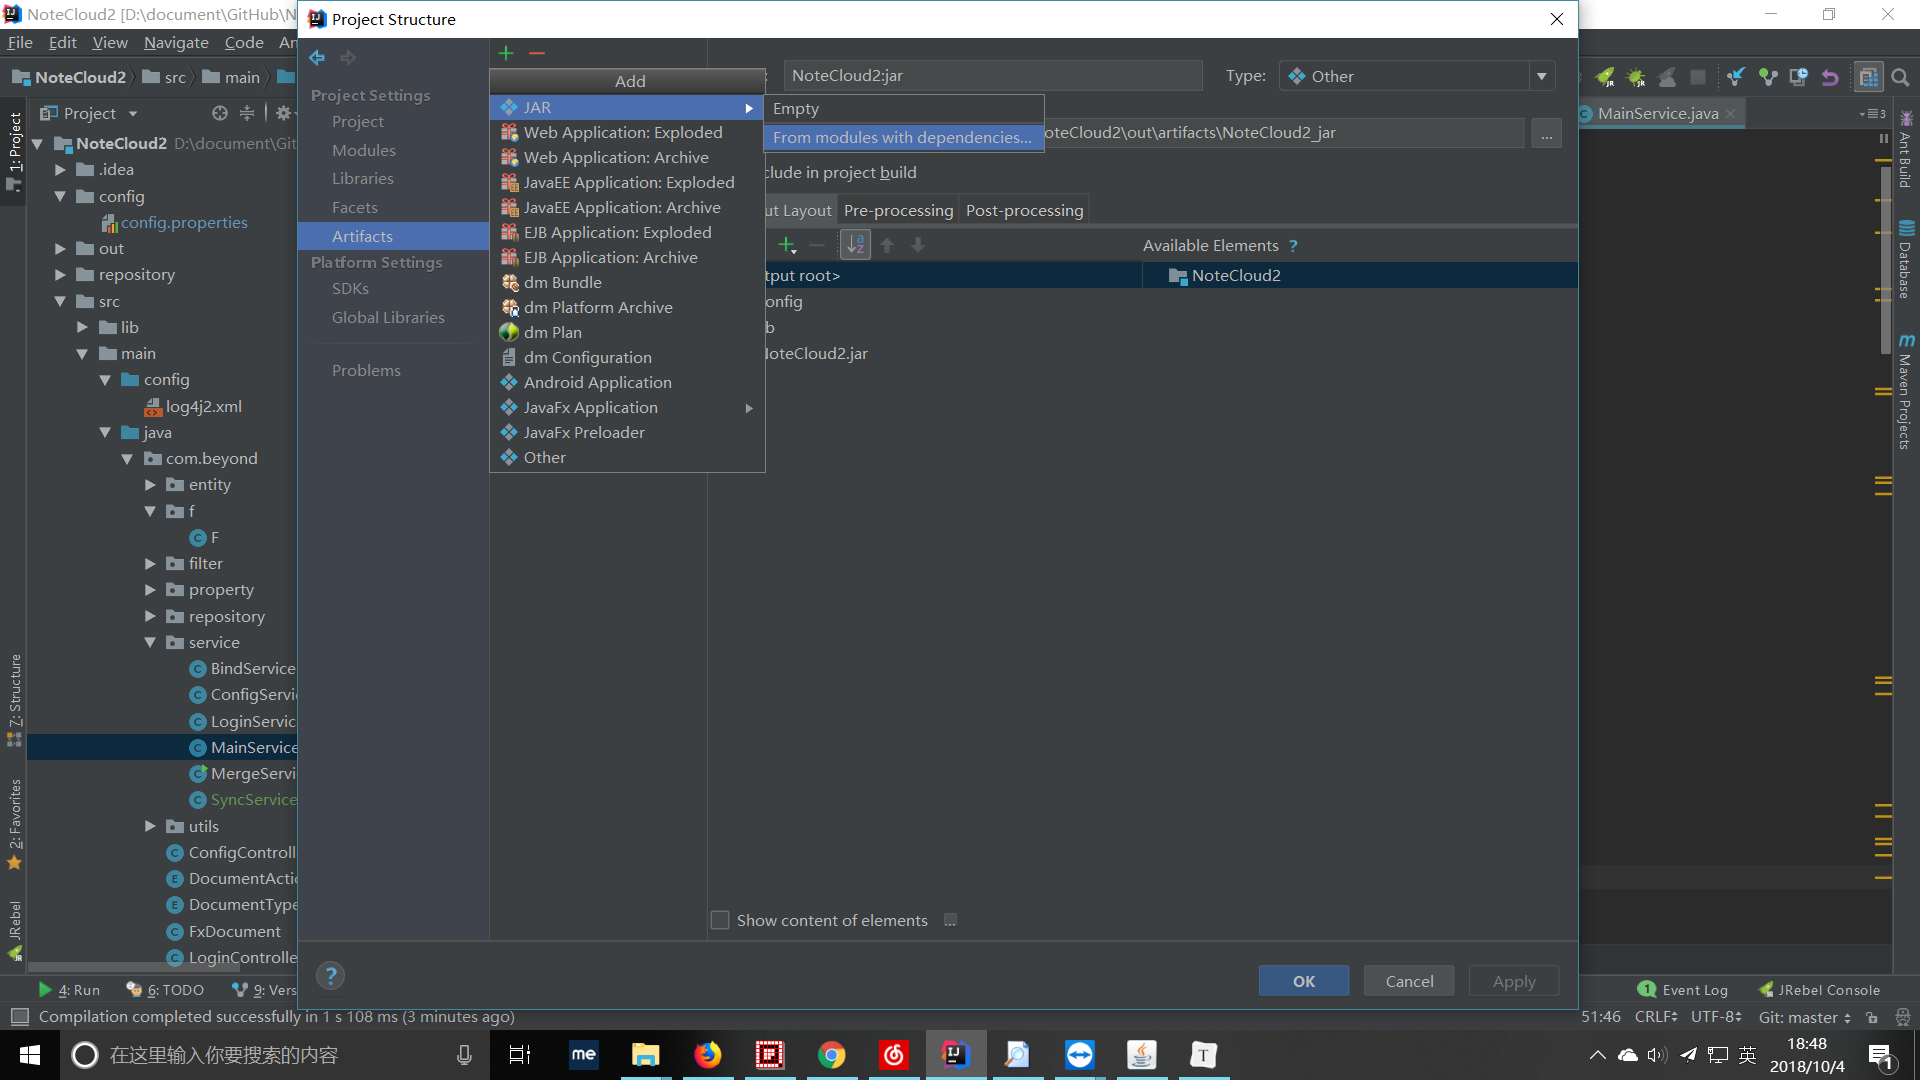 NoteCloud2 [D:\document\GitHub\N
Project Structure
File Edit View Navigate Code An
NoteCloud2 src main
Project
1: Project
NoteCloud2 D:\document\Git
.idea
config
config.properties
out
repository
src
lib
main
config
log4j2.xml
java
com.beyond
entity
f
F
filter
property
repository
service
BindService
ConfigServi
LoginServic
MainService
MergeServi
SyncService
utils
ConfigControll
DocumentActi
DocumentType
FxDocument
LoginControlle
7: Structure
2: Favorites
JRebel
Project Settings
Project
Modules
Libraries
Facets
Artifacts
Platform Settings
SDKs
Global Libraries
Problems
Add
JAR
Web Application: Exploded
Web Application: Archive
JavaEE Application: Exploded
JavaEE Application: Archive
EJB Application: Exploded
EJB Application: Archive
dm Bundle
dm Platform Archive
dm Plan
dm Configuration
Android Application
JavaFx Application
JavaFx Preloader
Other
Empty
From modules with dependencies...
NoteCloud2:jar
Type: Other
oteCloud2\out\artifacts\NoteCloud2_jar
...
clude in project build
ut Layout Pre-processing Post-processing
Available Elements ?
tput root>
NoteCloud2
onfig
b
NoteCloud2.jar
Show content of elements ...
?
OK Cancel Apply
MainService.java
3
Ant Build
Database
Maven Projects
4: Run 6: TODO 9: Vers
1 Event Log JRebel Console
Compilation completed successfully in 1 s 108 ms (3 minutes ago)
51:46 CRLF UTF-8 Git: master
在这里输入你要搜索的内容
me
IJ
T
英
18:48
2018/10/4
1